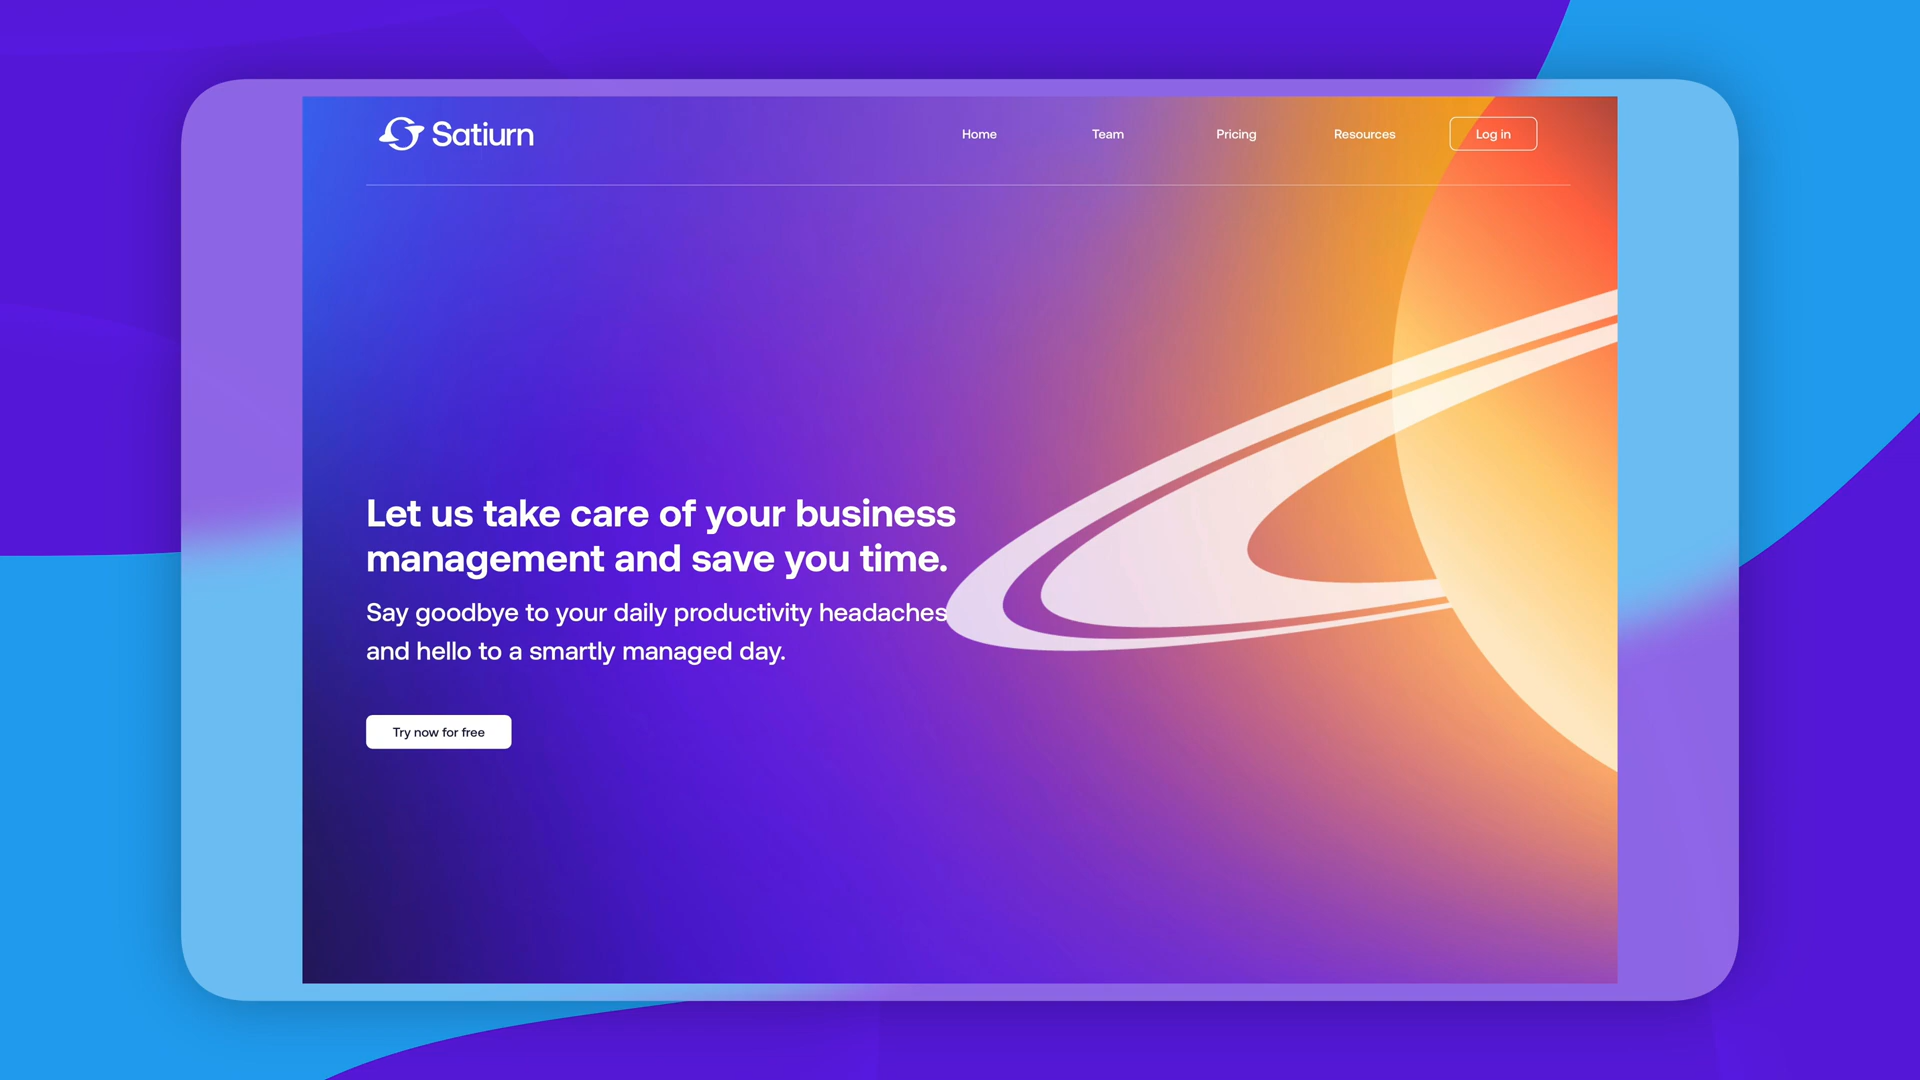 Satiurn
Home
Team
Pricing
Resources
Log in
Let us take care of your business
management and save you time.
Say goodbye to your daily productivity headaches
and hello to a smartly managed day.
Try now for free